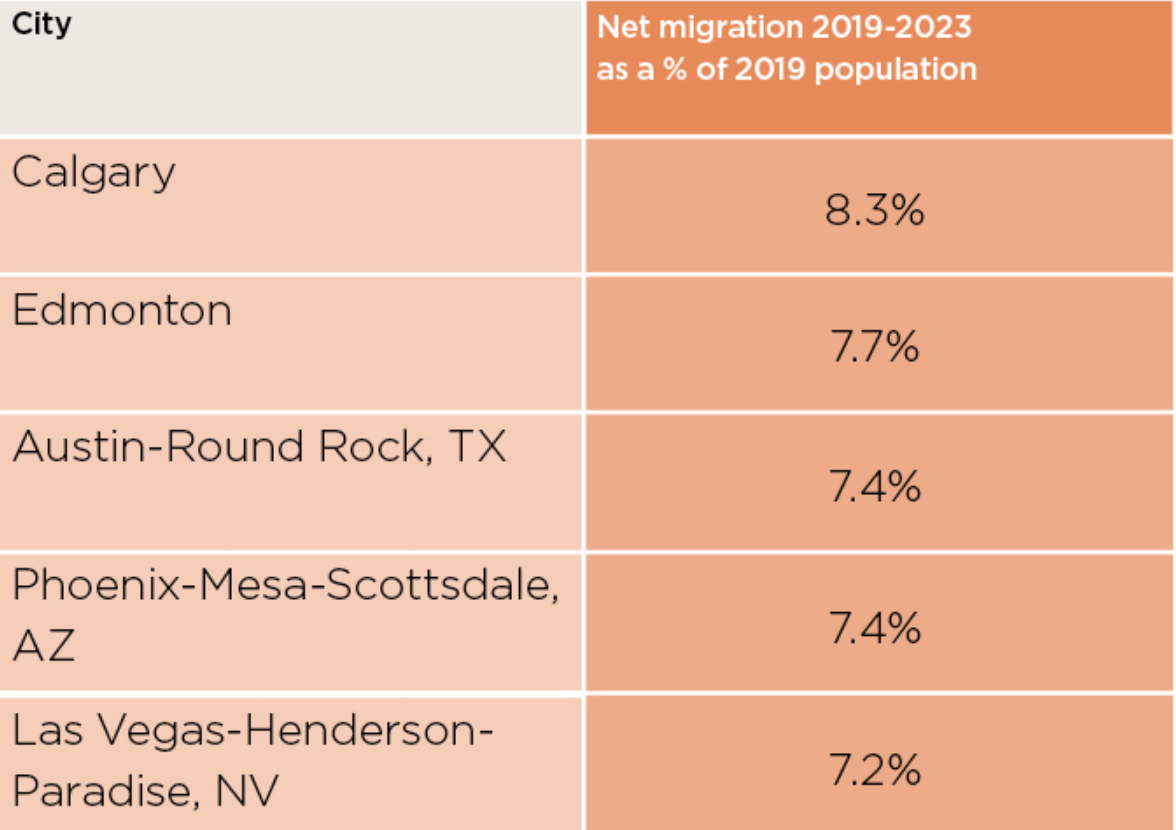 City
Net migration 2019-2023
as a % of 2019 population
Calgary
8.3%
Edmonton
7.7%
Austin-Round Rock, TX
7.4%
Phoenix-Mesa-Scottsdale,
AZ
7.4%
Las Vegas-Henderson-
Paradise, NV
7.2%